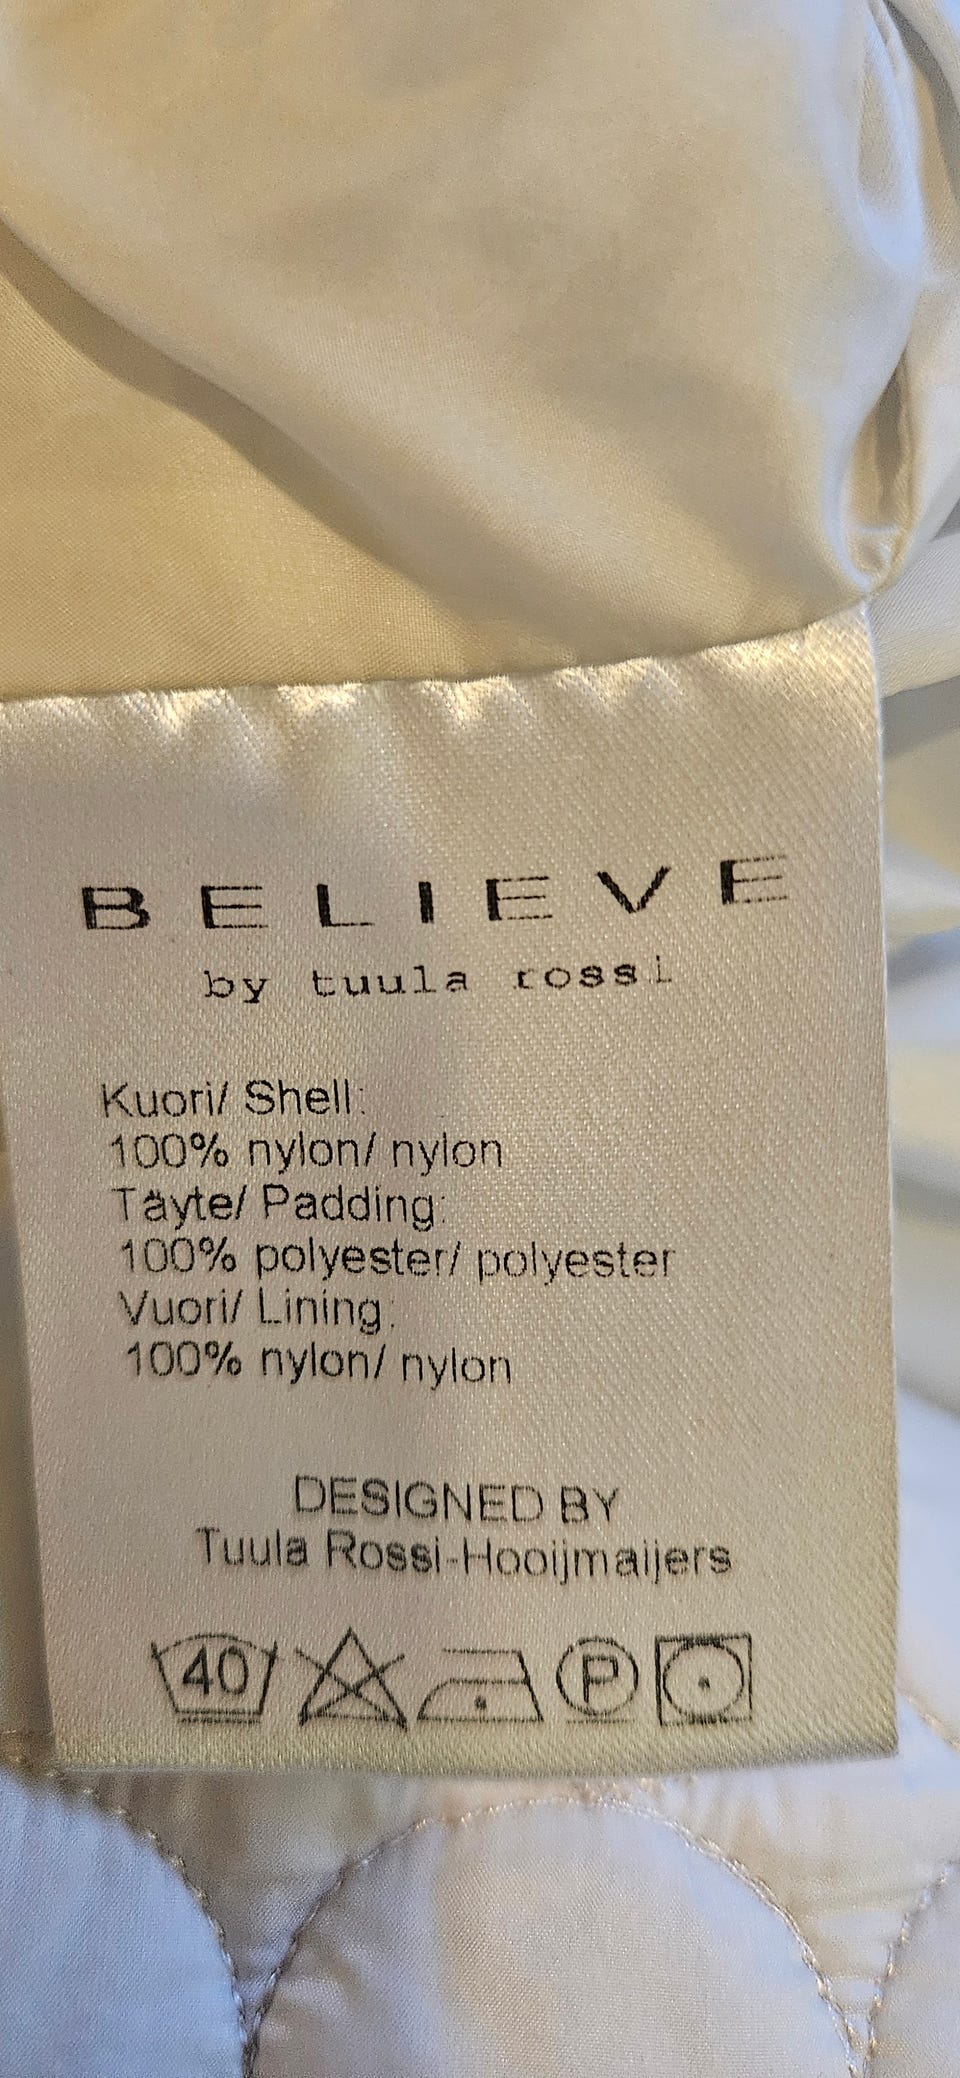 BELIEVE
by tuula rossi
Kuori/ Shell:
100% nylon/ nylon
Täyte/ Padding:
100% polyester/ polyester
Vuori/ Lining:
100% nylon/ nylon
DESIGNED BY
Tuula Rossi-Hooijmaijers
40 P